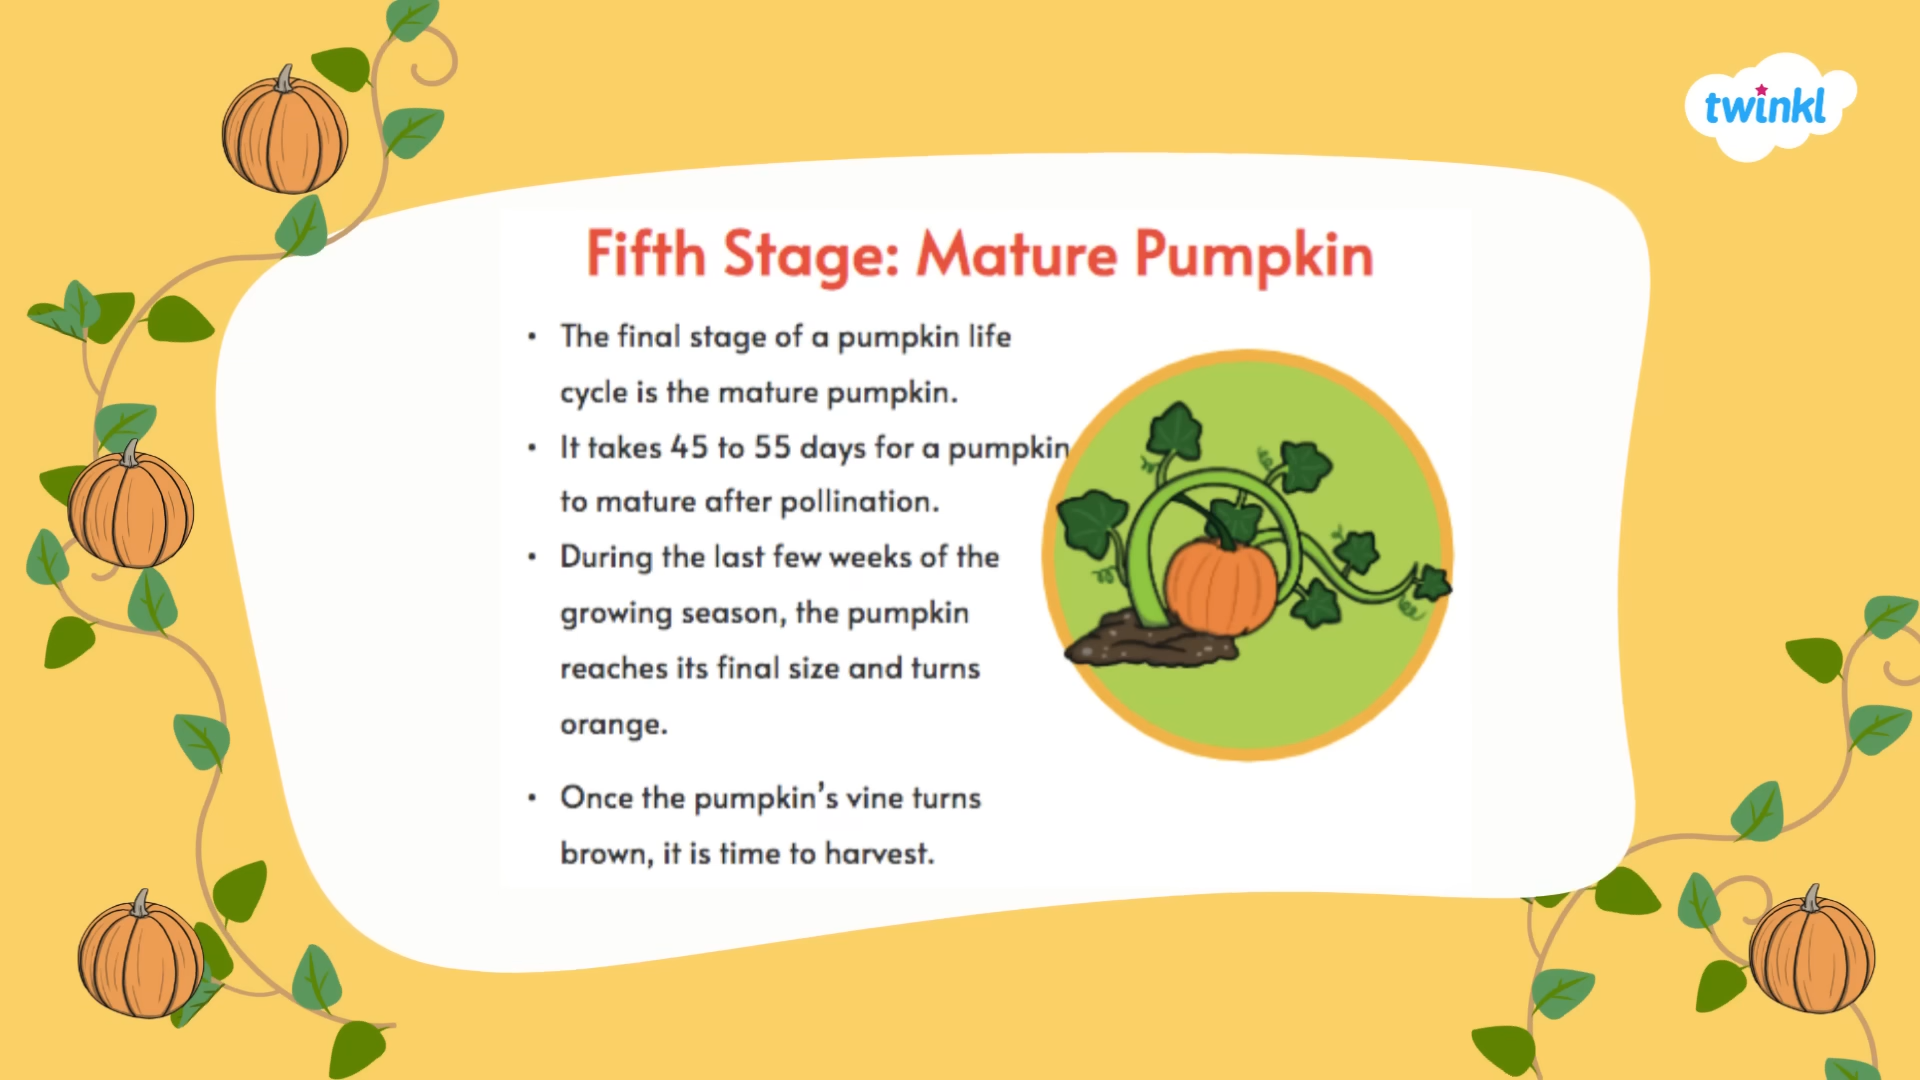 twinkl
Fifth Stage: Mature Pumpkin
• The final stage of a pumpkin life
cycle is the mature pumpkin.
• It takes 45 to 55 days for a pumpkin
to mature after pollination.
• During the last few weeks of the
growing season, the pumpkin
reaches its final size and turns
orange.
• Once the pumpkin’s vine turns
brown, it is time to harvest.